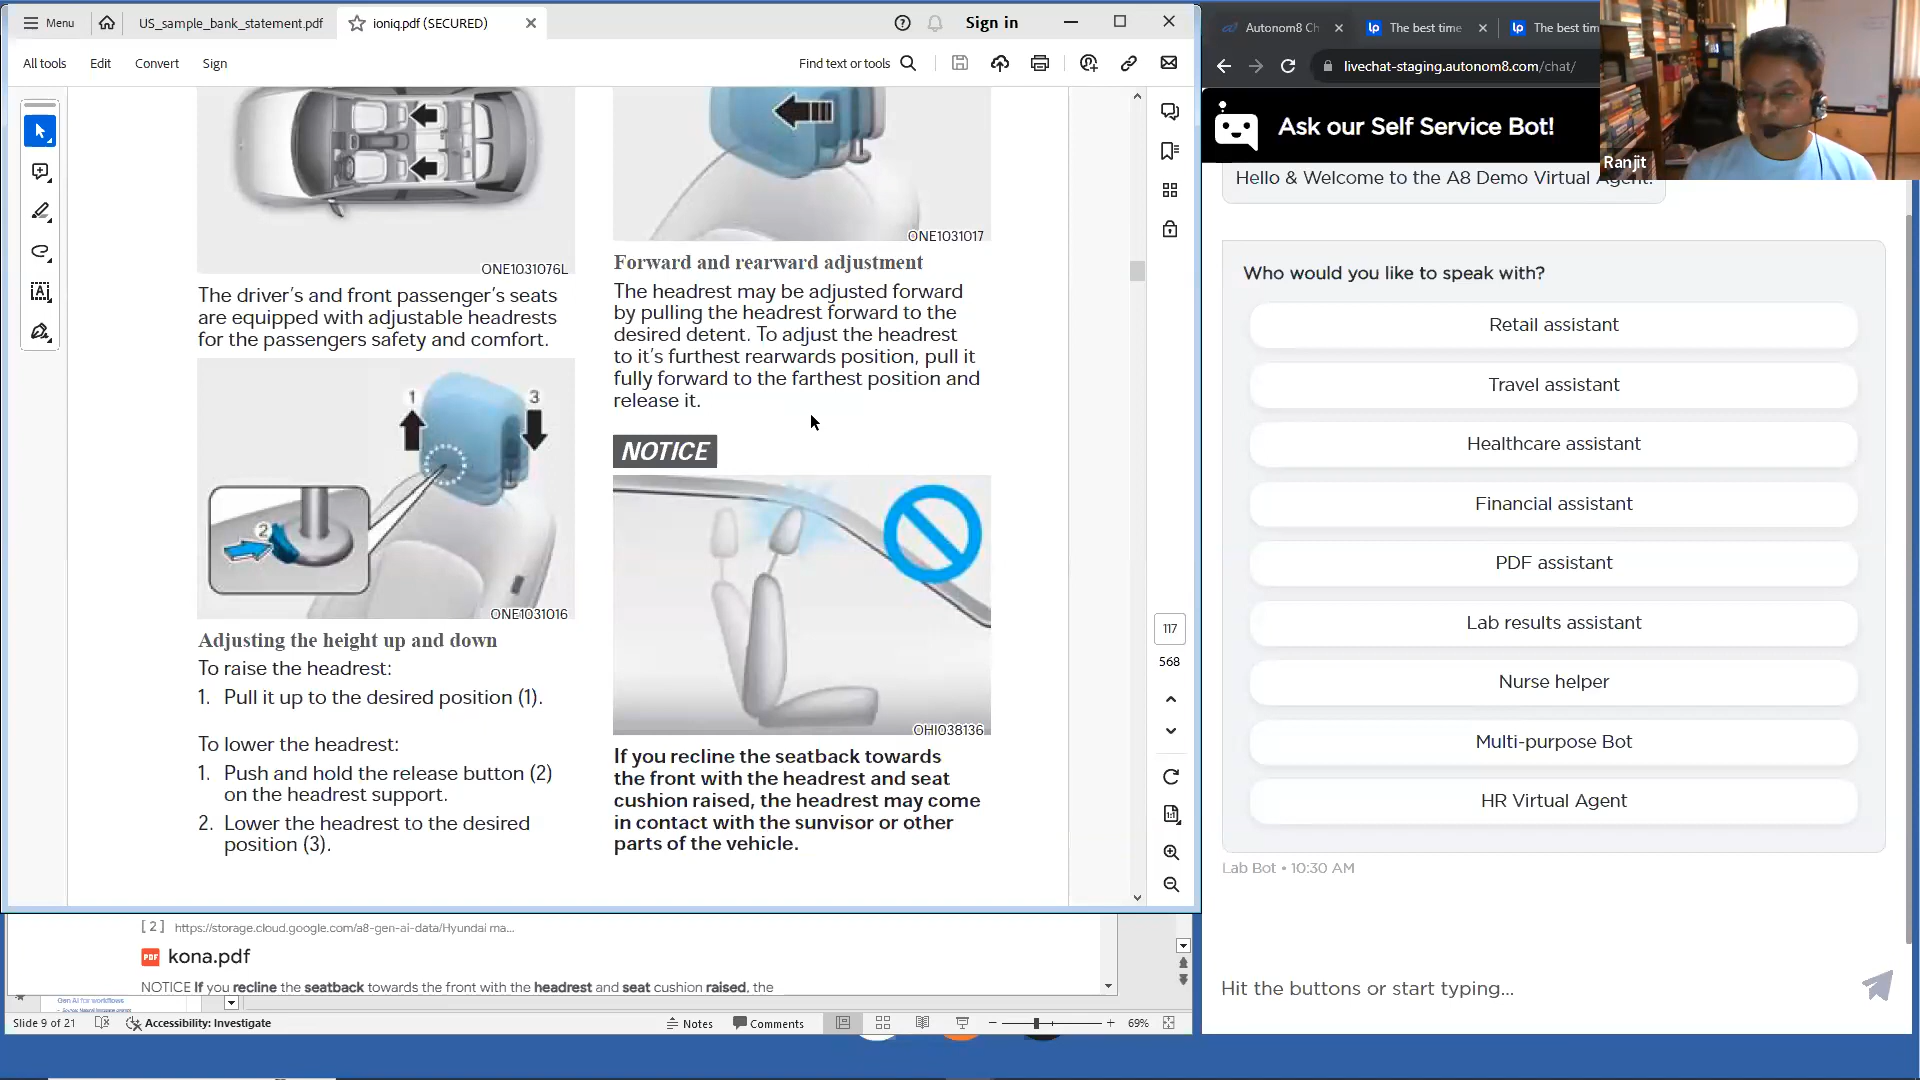 Menu
US_sample_bank_statement.pdf
ioniq.pdf (SECURED)
Sign in
All tools
Edit
Convert
Sign
Find text or tools
ONE1031076L
The driver's and front passenger's seats
are equipped with adjustable headrests
for the passengers safety and comfort.
1
3
2
ONE1031016
Adjusting the height up and down
To raise the headrest:
1. Pull it up to the desired position (1).
To lower the headrest:
1. Push and hold the release button (2)
on the headrest support.
2. Lower the headrest to the desired
position (3).
ONE1031017
Forward and rearward adjustment
The headrest may be adjusted forward
by pulling the headrest forward to the
desired detent. To adjust the headrest
to it's furthest rearwards position, pull it
fully forward to the farthest position and
release it.
NOTICE
OHI038136
If you recline the seatback towards
the front with the headrest and seat
cushion raised, the headrest may come
in contact with the sunvisor or other
parts of the vehicle.
117
568
[2] https://storage.cloud.google.com/a8-gen-ai-data/Hyundai ma...
PDF kona.pdf
NOTICE If you recline the seatback towards the front with the headrest and seat cushion raised, the
Gen AI for workflows
Slide 9 of 21
Accessibility: Investigate
Notes
Comments
69%
Autonom8 Ch
The best time
The best tim
livechat-staging.autonom8.com/chat/
Ask our Self Service Bot!
Ranjit
Hello & Welcome to the A8 Demo Virtual Agent.
Who would you like to speak with?
Retail assistant
Travel assistant
Healthcare assistant
Financial assistant
PDF assistant
Lab results assistant
Nurse helper
Multi-purpose Bot
HR Virtual Agent
Lab Bot • 10:30 AM
Hit the buttons or start typing...